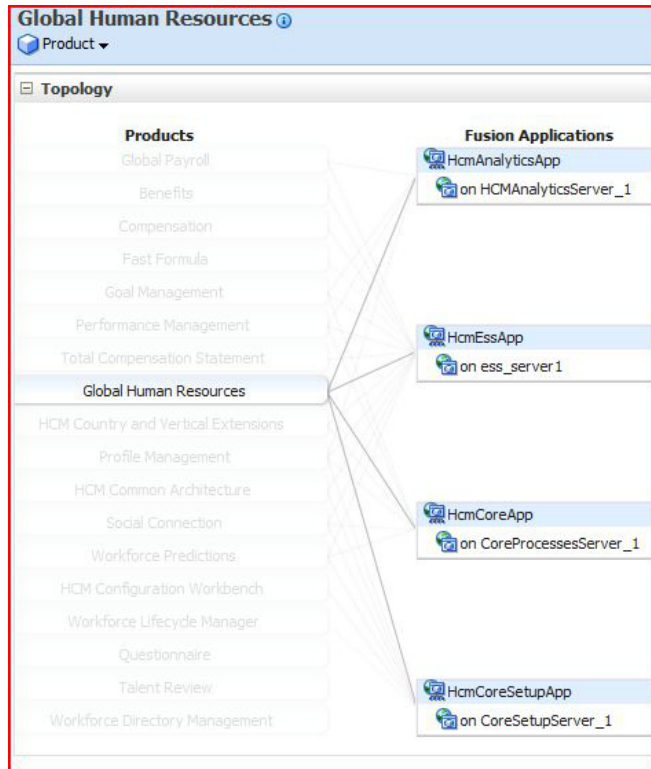 Global Human Resources
Product
Topology
Products
Global Payroll
Benefits
Compensation
Fast Formula
Goal Management
Performance Management
Total Compensation Statement
Global Human Resources
HCM Country and Vertical Extensions
Profile Management
HCM Common Architecture
Social Connection
Workforce Predictions
HCM Configuration Workbench
Workforce Lifecycle Manager
Questionnaire
Talent Review
Workforce Directory Management
Fusion Applications
HcmAnalyticsApp
on HCMAnalyticsServer_1
HcmEssApp
on ess_server1
HcmCoreApp
on CoreProcessesServer_1
HcmCoreSetupApp
on CoreSetupServer_1